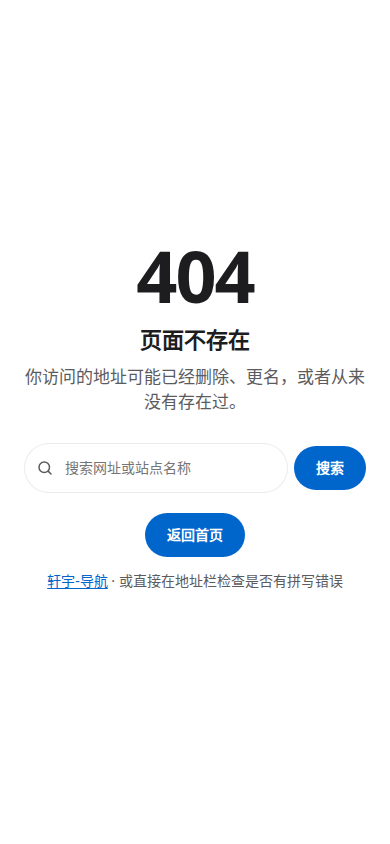 404
页面不存在
你访问的地址可能已经删除、更名，或者从来
没有存在过。
搜索网址或站点名称
搜索
返回首页
轩宇-导航 · 或直接在地址栏检查是否有拼写错误